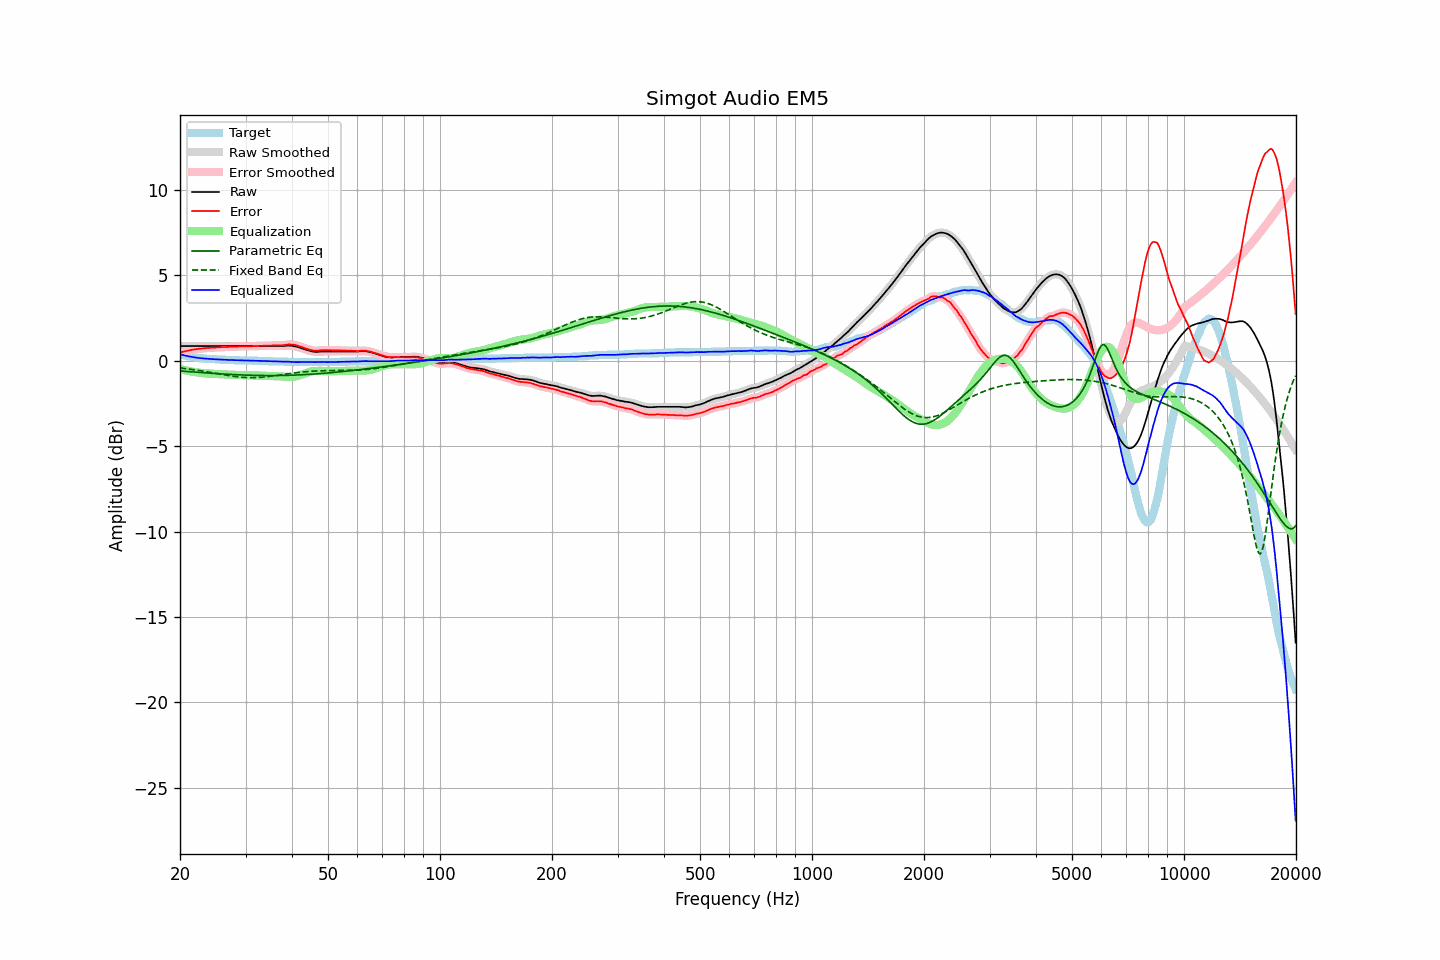 Simgot Audio EM5
Target
Raw Smoothed
Error Smoothed
Raw
Error
Equalization
Parametric Eq
Fixed Band Eq
Equalized
10
5
0
−5
−10
−15
−20
−25
Amplitude (dBr)
20 50 100 200 500 1000 2000 5000 10000 20000
Frequency (Hz)